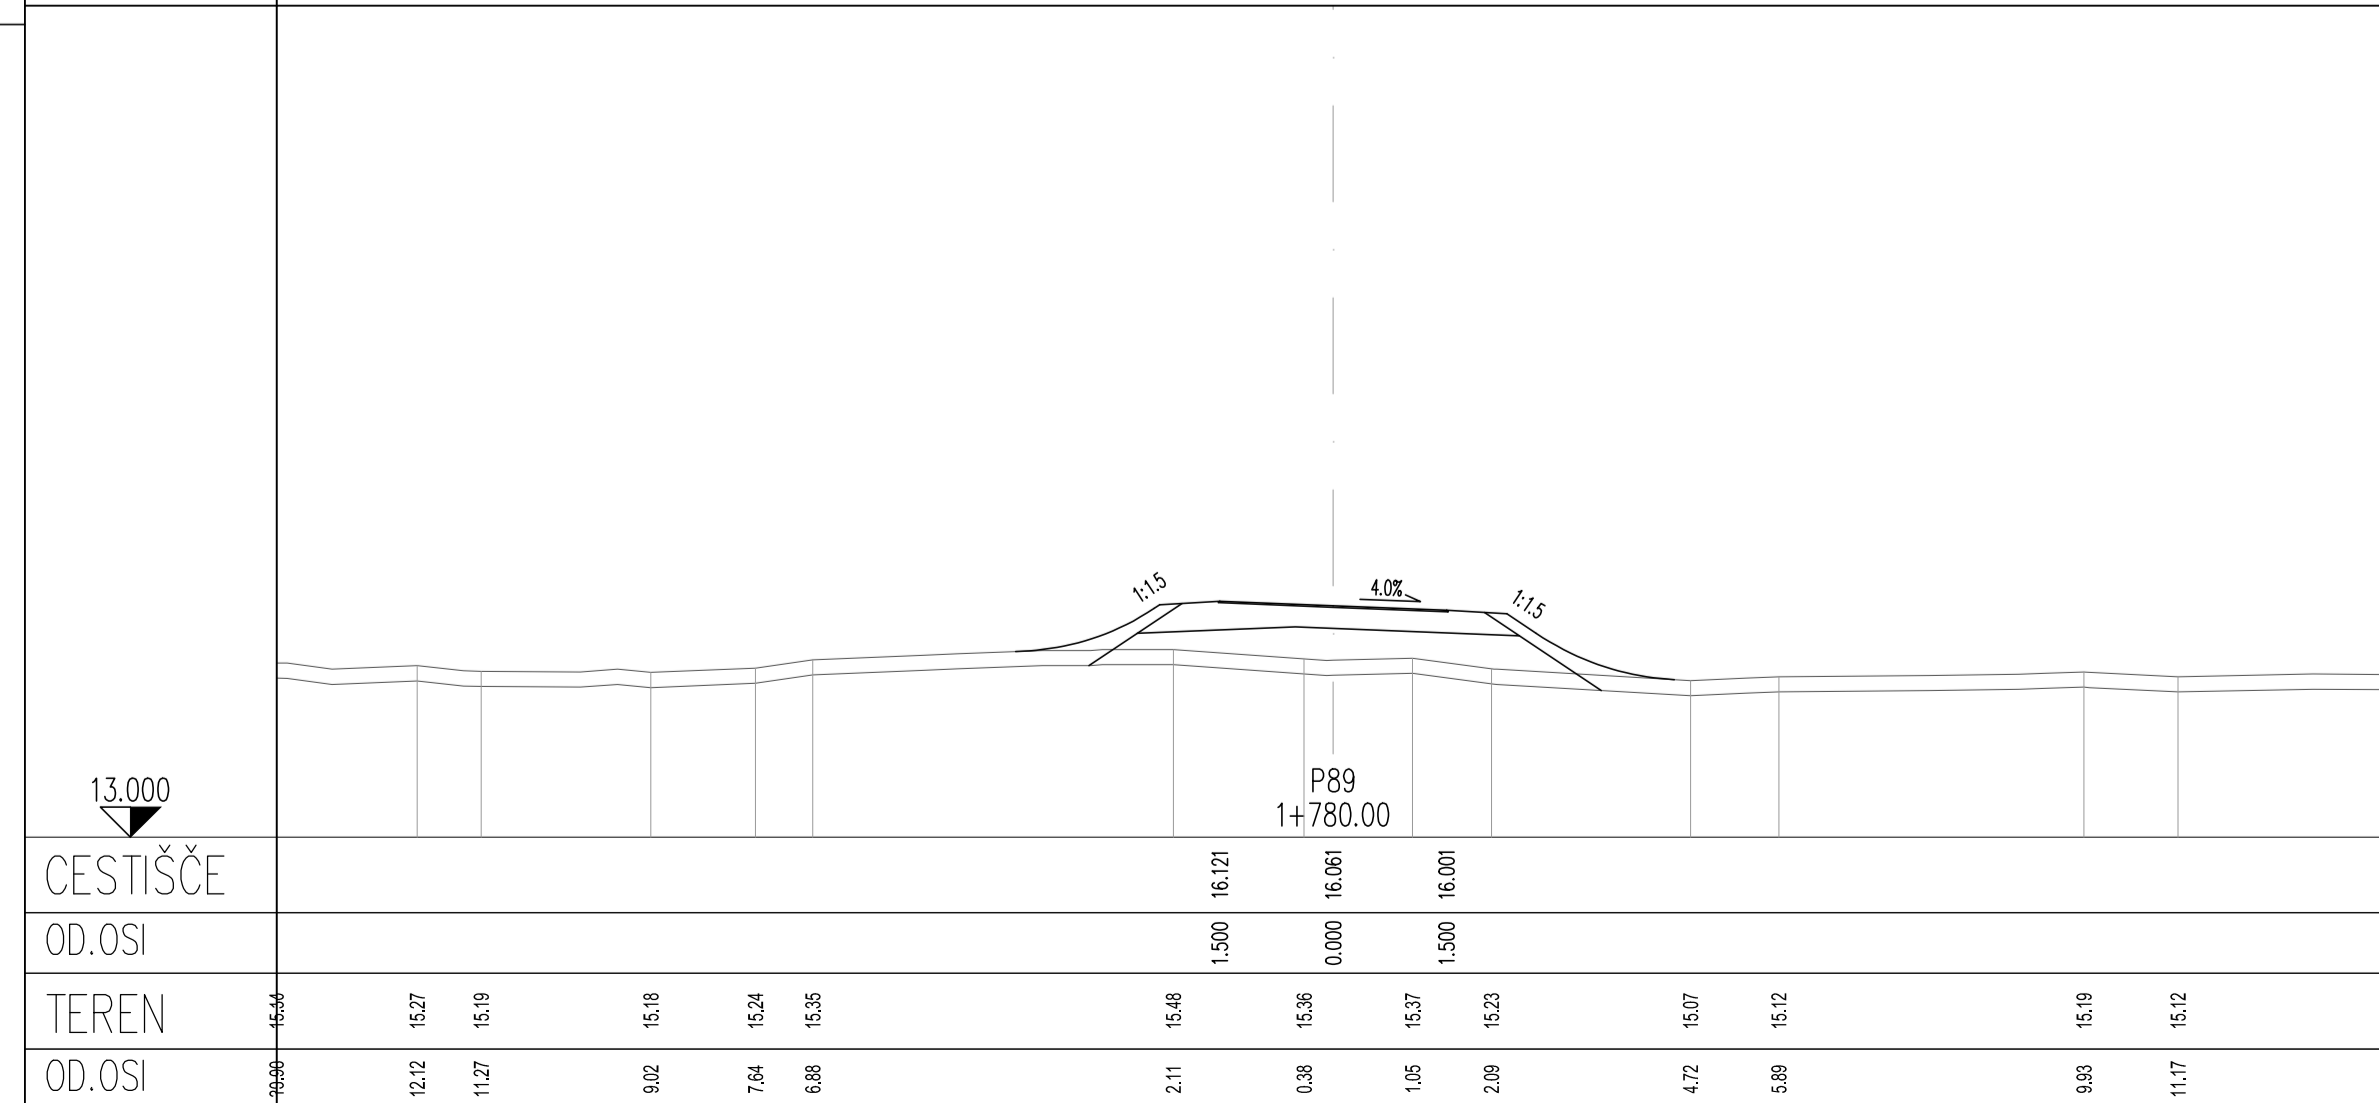 1:1.5
4.0%
1:1.5
13.000
P89
1+780.00
CESTIŠČE 16.121 16.061 16.001
OD.OSI 1.500 0.000 1.500
TEREN 15.27 15.19 15.18 15.24 15.35 15.48 15.36 15.37 15.23 15.07 15.12 15.19 15.12
OD.OSI 12.12 11.27 9.02 7.64 6.88 2.11 0.38 1.05 2.09 4.72 5.89 9.93 11.17